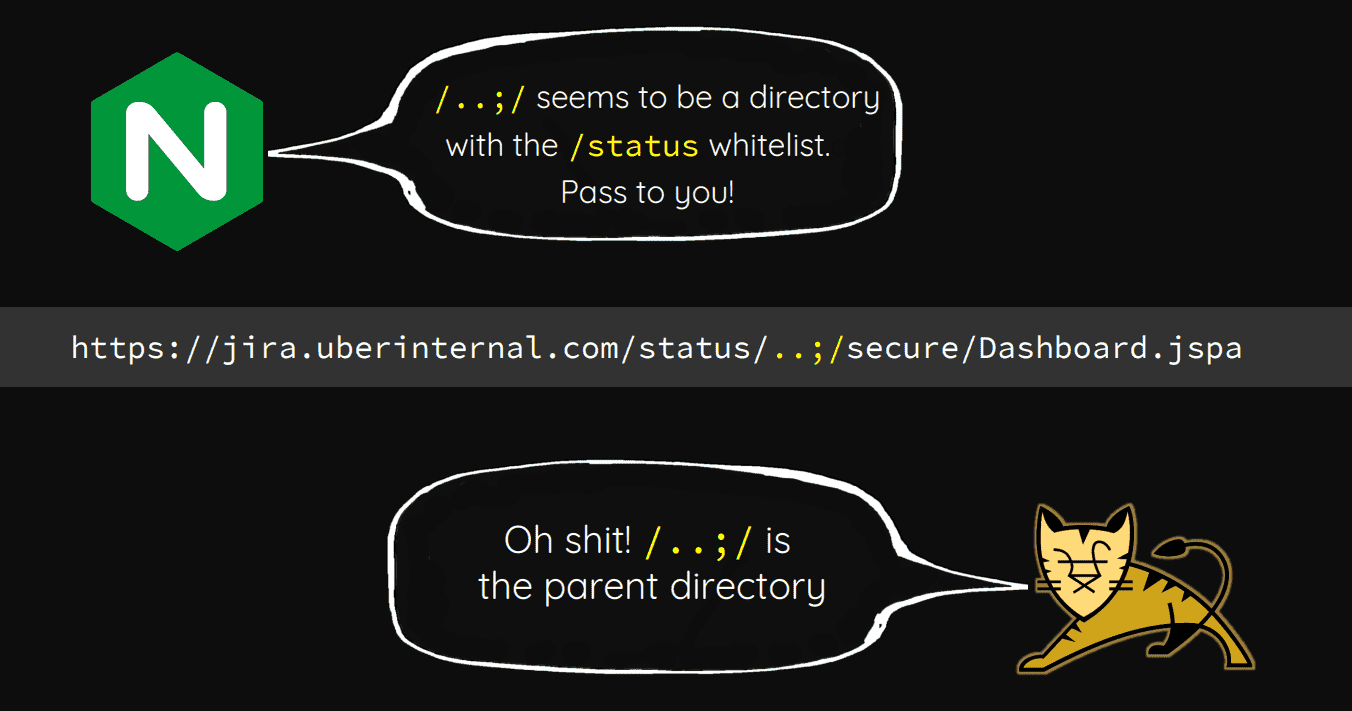 N
/..;/ seems to be a directory
with the /status whitelist.
Pass to you!
https://jira.uberinternal.com/status/..;/secure/Dashboard.jspa
Oh shit! /..;/ is
the parent directory